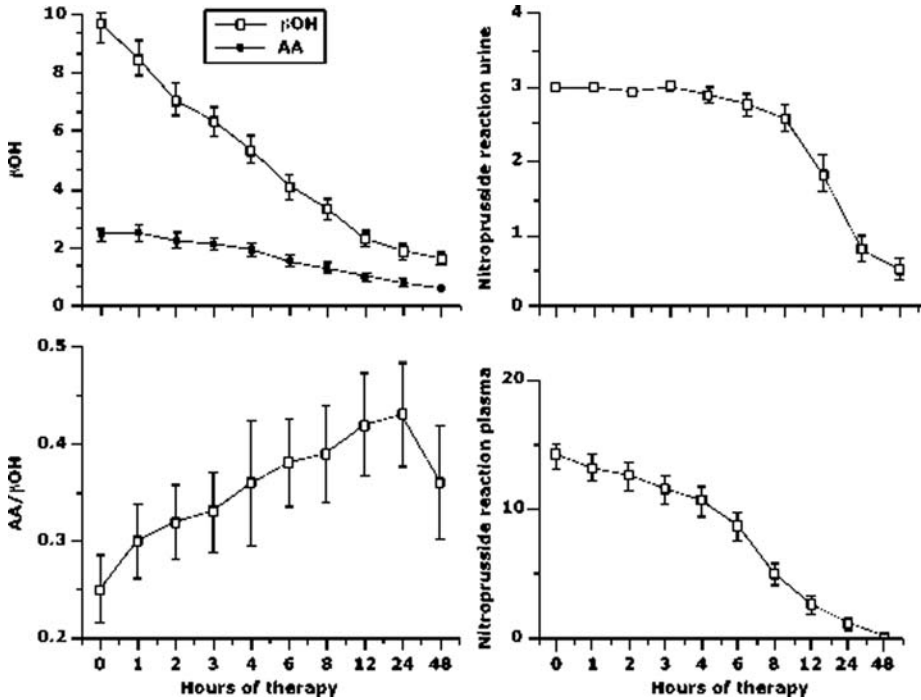 βOH
AA
10
8
6
4
2
0
βOH
4
3
2
1
0
Nitroprusside reaction urine
0.5
0.4
0.3
0.2
AA/βOH
0 1 2 3 4 6 8 12 24 48
Hours of therapy
20
10
0
Nitroprusside reaction plasma
0 1 2 3 4 6 8 12 24 48
Hours of therapy